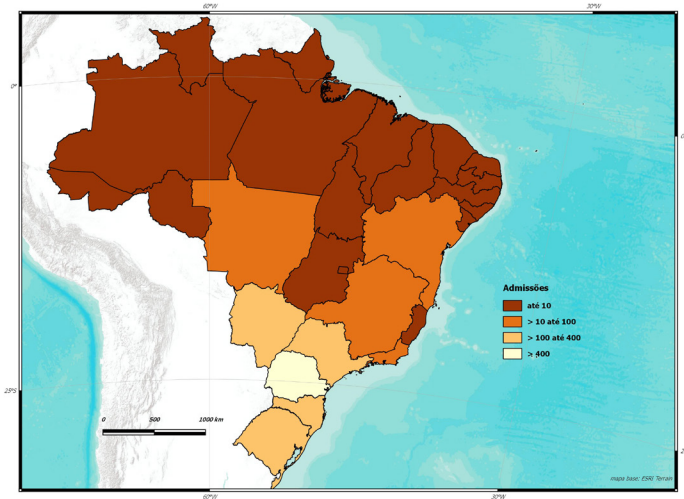 60°W
30°W
0°
Admissões
até 10
> 10 até 100
> 100 até 400
> 400
25°S
0 500 1000 km
mapa base: ESRI Terrain
60°W
30°W